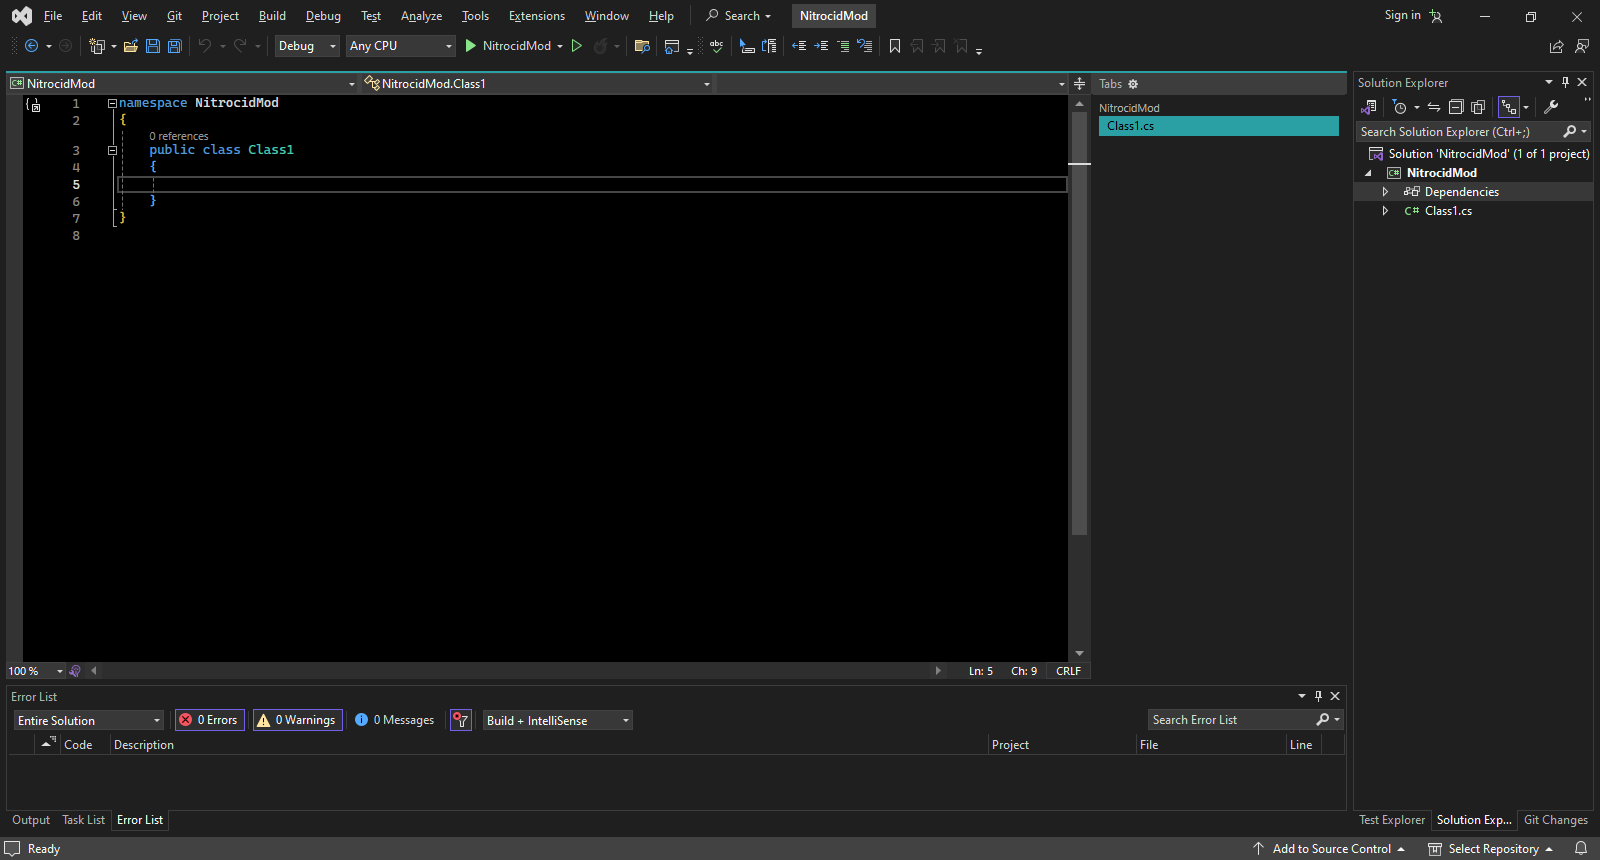 File Edit View Git Project Build Debug Test Analyze Tools Extensions Window Help Search NitrocidMod Sign in
Debug Any CPU NitrocidMod
NitrocidMod NitrocidMod.Class1
1 namespace NitrocidMod
2 {
0 references
3 public class Class1
4 {
5
6 }
7 }
8
100 % Ln: 5 Ch: 9 CRLF
Tabs
NitrocidMod
Class1.cs
Solution Explorer
Search Solution Explorer (Ctrl+;)
Solution 'NitrocidMod' (1 of 1 project)
C# NitrocidMod
Dependencies
C# Class1.cs
Error List
Entire Solution 0 Errors 0 Warnings 0 Messages Build + IntelliSense Search Error List
Code Description Project File Line
Output Task List Error List
Test Explorer Solution Exp... Git Changes
Ready Add to Source Control Select Repository